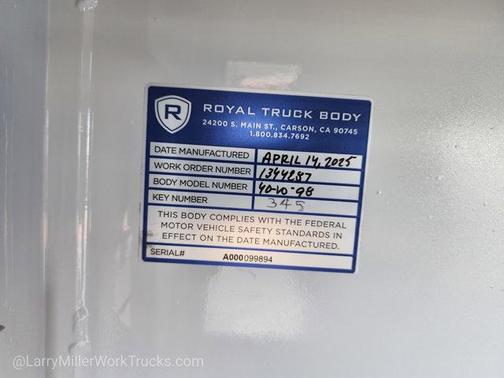 R
ROYAL TRUCK BODY
24200 S. MAIN ST., CARSON, CA 90745
1.800.834.7692
DATE MANUFACTURED APRIL 14, 2025
WORK ORDER NUMBER 1344287
BODY MODEL NUMBER 40-VO-98
KEY NUMBER 345
THIS BODY COMPLIES WITH THE FEDERAL
MOTOR VEHICLE SAFETY STANDARDS IN
EFFECT ON THE DATE MANUFACTURED.
SERIAL# A000099894
@LarryMillerWorkTrucks.com